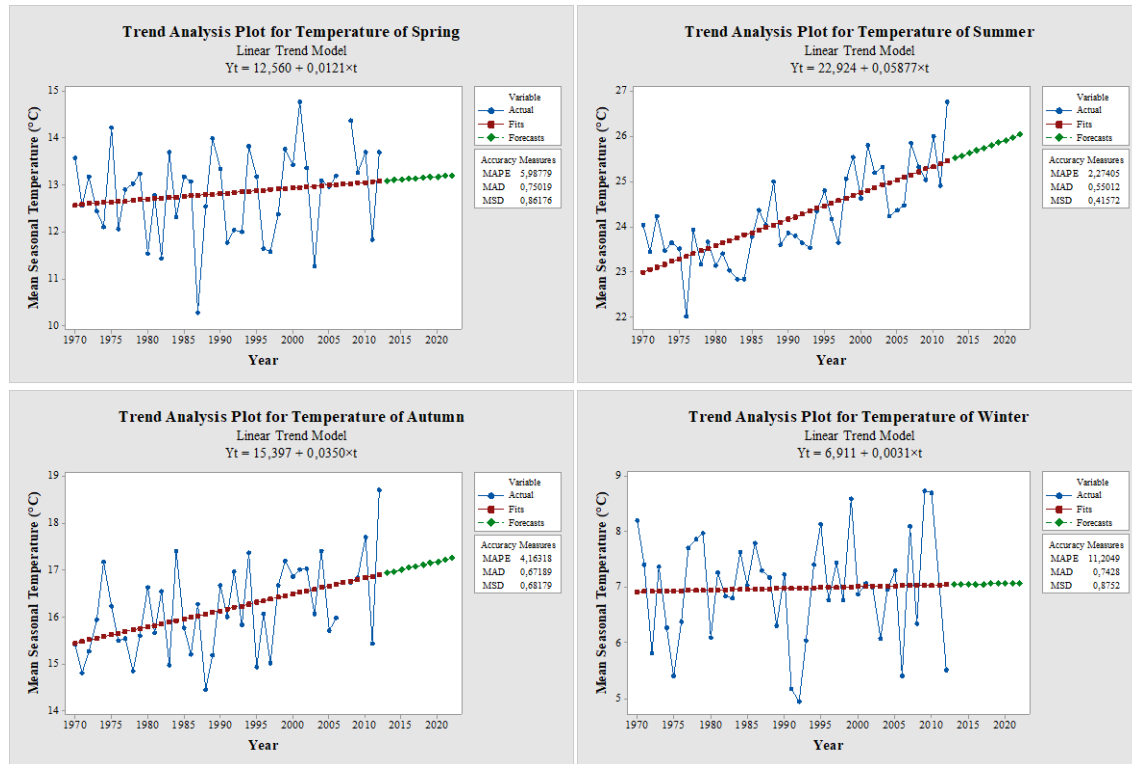 Trend Analysis Plot for Temperature of Spring
Linear Trend Model
Yt = 12,560 + 0,0121×t
Mean Seasonal Temperature (°C)
15
14
13
12
11
10
1970 1975 1980 1985 1990 1995 2000 2005 2010 2015 2020
Year
Variable
Actual
Fits
Forecasts
Accuracy Measures
MAPE 5,98779
MAD 0,75019
MSD 0,86176
Trend Analysis Plot for Temperature of Summer
Linear Trend Model
Yt = 22,924 + 0,05877×t
Mean Seasonal Temperature (°C)
27
26
25
24
23
22
1970 1975 1980 1985 1990 1995 2000 2005 2010 2015 2020
Year
Variable
Actual
Fits
Forecasts
Accuracy Measures
MAPE 2,27405
MAD 0,55012
MSD 0,41572
Trend Analysis Plot for Temperature of Autumn
Linear Trend Model
Yt = 15,397 + 0,0350×t
Mean Seasonal Temperature (°C)
19
18
17
16
15
14
1970 1975 1980 1985 1990 1995 2000 2005 2010 2015 2020
Year
Variable
Actual
Fits
Forecasts
Accuracy Measures
MAPE 4,16318
MAD 0,67189
MSD 0,68179
Trend Analysis Plot for Temperature of Winter
Linear Trend Model
Yt = 6,911 + 0,0031×t
Mean Seasonal Temperature (°C)
9
8
7
6
5
1970 1975 1980 1985 1990 1995 2000 2005 2010 2015 2020
Year
Variable
Actual
Fits
Forecasts
Accuracy Measures
MAPE 11,2049
MAD 0,7428
MSD 0,8752